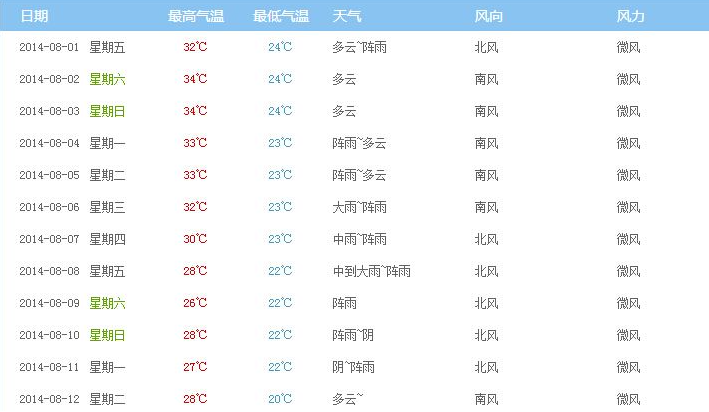 日期 最高气温 最低气温 天气 风向 风力
2014-08-01 星期五 32℃ 24℃ 多云~阵雨 北风 微风
2014-08-02 星期六 34℃ 24℃ 多云 南风 微风
2014-08-03 星期日 34℃ 24℃ 多云 南风 微风
2014-08-04 星期一 33℃ 23℃ 阵雨~多云 南风 微风
2014-08-05 星期二 33℃ 23℃ 阵雨~多云 南风 微风
2014-08-06 星期三 32℃ 23℃ 大雨~阵雨 南风 微风
2014-08-07 星期四 30℃ 23℃ 中雨~阵雨 北风 微风
2014-08-08 星期五 28℃ 22℃ 中到大雨~阵雨 北风 微风
2014-08-09 星期六 26℃ 22℃ 阵雨 北风 微风
2014-08-10 星期日 28℃ 22℃ 阵雨~阴 北风 微风
2014-08-11 星期一 27℃ 22℃ 阴~阵雨 北风 微风
2014-08-12 星期二 28℃ 20℃ 多云~ 南风 微风